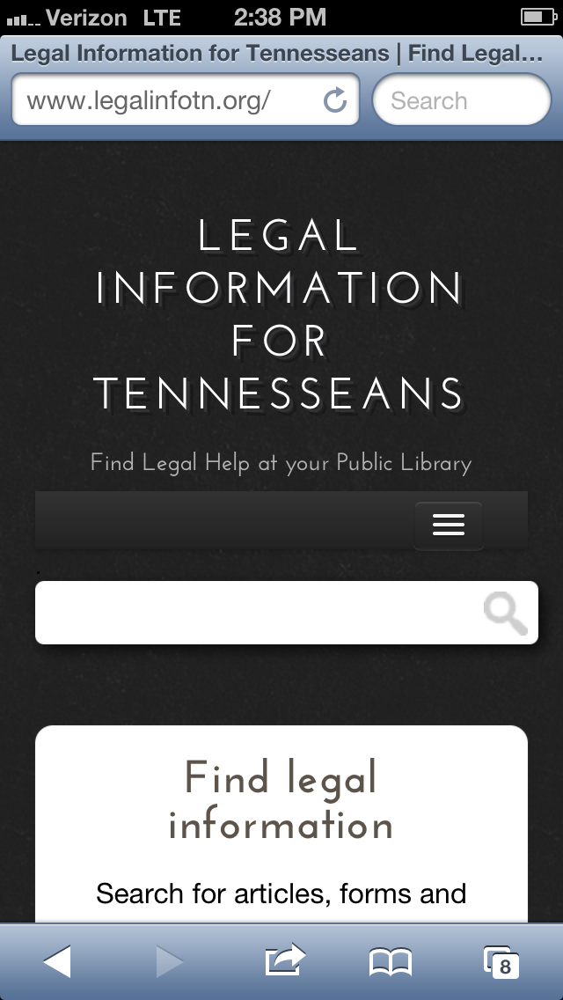 Verizon LTE 2:38 PM
Legal Information for Tennesseans | Find Legal...
www.legalinfotn.org/ Search
LEGAL
INFORMATION
FOR
TENNESSEANS
Find Legal Help at your Public Library
.
Find legal
information
Search for articles, forms and
8